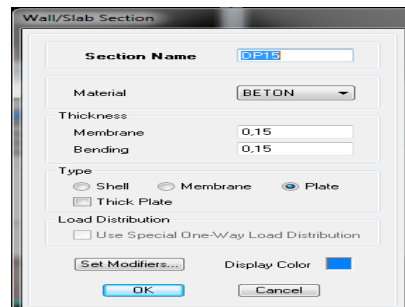 Wall/Slab Section
Section Name DP15
Material BETON
Thickness
Membrane 0,15
Bending 0,15
Type
Shell Membrane Plate
Thick Plate
Load Distribution
Use Special One-Way Load Distribution
Set Modifiers... Display Color
OK Cancel